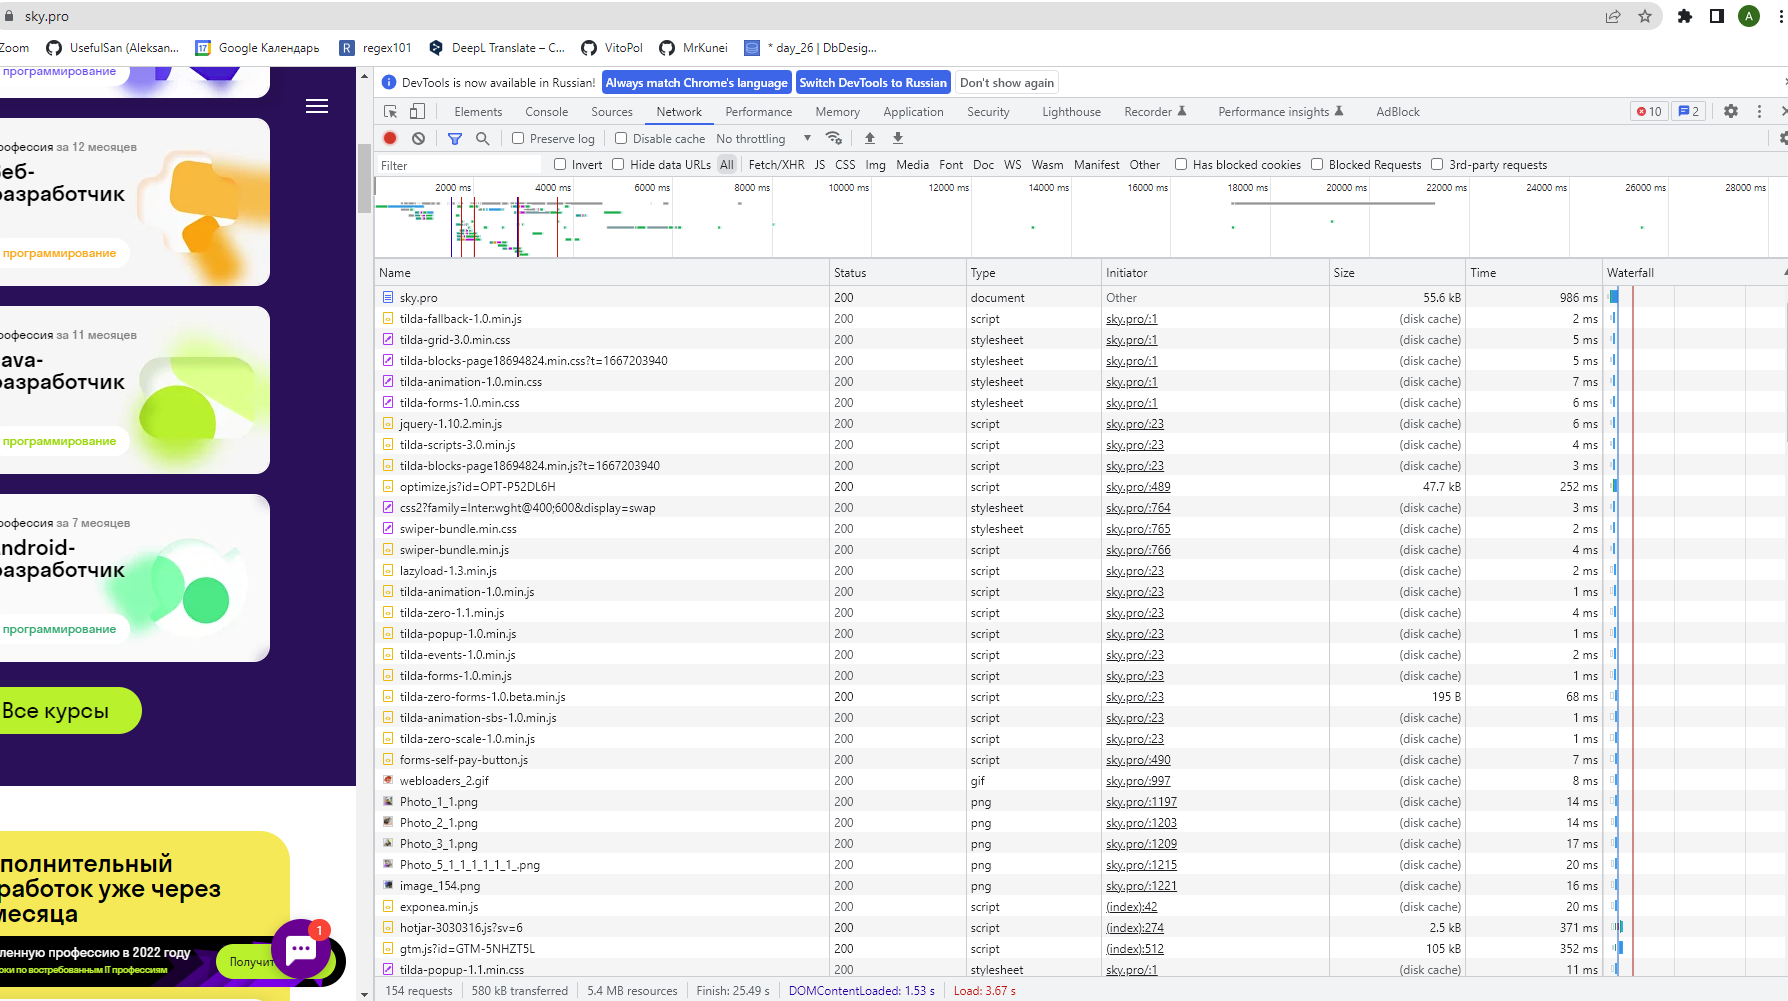 sky.pro
A
Zoom
UsefulSan (Aleksan...
17
Google Календарь
R
regex101
DeepL Translate – C...
VitoPol
MrKunei
* day_26 | DbDesig...
программирование
рофессия за 12 месяцев
еб-
разработчик
программирование
рофессия за 11 месяцев
ava-
разработчик
программирование
рофессия за 7 месяцев
ndroid-
разработчик
программирование
Все курсы
полнительный
работок уже через
месяца
ленную профессию в 2022 году
оки по востребованным IT профессиям
Получит
1
DevTools is now available in Russian!
Always match Chrome's language
Switch DevTools to Russian
Don't show again
Elements
Console
Sources
Network
Performance
Memory
Application
Security
Lighthouse
Recorder
Performance insights
AdBlock
10
2
Preserve log
Disable cache
No throttling
Filter
Invert
Hide data URLs
All
Fetch/XHR
JS
CSS
Img
Media
Font
Doc
WS
Wasm
Manifest
Other
Has blocked cookies
Blocked Requests
3rd-party requests
2000 ms
4000 ms
6000 ms
8000 ms
10000 ms
12000 ms
14000 ms
16000 ms
18000 ms
20000 ms
22000 ms
24000 ms
26000 ms
28000 ms
Name Status Type Initiator Size Time Waterfall
sky.pro 200 document Other 55.6 kB 986 ms
tilda-fallback-1.0.min.js 200 script sky.pro/:1 (disk cache) 2 ms
tilda-grid-3.0.min.css 200 stylesheet sky.pro/:1 (disk cache) 5 ms
tilda-blocks-page18694824.min.css?t=1667203940 200 stylesheet sky.pro/:1 (disk cache) 5 ms
tilda-animation-1.0.min.css 200 stylesheet sky.pro/:1 (disk cache) 7 ms
tilda-forms-1.0.min.css 200 stylesheet sky.pro/:1 (disk cache) 6 ms
jquery-1.10.2.min.js 200 script sky.pro/:23 (disk cache) 6 ms
tilda-scripts-3.0.min.js 200 script sky.pro/:23 (disk cache) 4 ms
tilda-blocks-page18694824.min.js?t=1667203940 200 script sky.pro/:23 (disk cache) 3 ms
optimize.js?id=OPT-P52DL6H 200 script sky.pro/:489 47.7 kB 252 ms
css2?family=Inter:wght@400;600&display=swap 200 stylesheet sky.pro/:764 (disk cache) 3 ms
swiper-bundle.min.css 200 stylesheet sky.pro/:765 (disk cache) 2 ms
swiper-bundle.min.js 200 script sky.pro/:766 (disk cache) 4 ms
lazyload-1.3.min.js 200 script sky.pro/:23 (disk cache) 2 ms
tilda-animation-1.0.min.js 200 script sky.pro/:23 (disk cache) 1 ms
tilda-zero-1.1.min.js 200 script sky.pro/:23 (disk cache) 4 ms
tilda-popup-1.0.min.js 200 script sky.pro/:23 (disk cache) 1 ms
tilda-events-1.0.min.js 200 script sky.pro/:23 (disk cache) 2 ms
tilda-forms-1.0.min.js 200 script sky.pro/:23 (disk cache) 1 ms
tilda-zero-forms-1.0.beta.min.js 200 script sky.pro/:23 195 B 68 ms
tilda-animation-sbs-1.0.min.js 200 script sky.pro/:23 (disk cache) 1 ms
tilda-zero-scale-1.0.min.js 200 script sky.pro/:23 (disk cache) 1 ms
forms-self-pay-button.js 200 script sky.pro/:490 (disk cache) 7 ms
webloaders_2.gif 200 gif sky.pro/:997 (disk cache) 8 ms
Photo_1_1.png 200 png sky.pro/:1197 (disk cache) 14 ms
Photo_2_1.png 200 png sky.pro/:1203 (disk cache) 14 ms
Photo_3_1.png 200 png sky.pro/:1209 (disk cache) 17 ms
Photo_5_1_1_1_1_1_1_.png 200 png sky.pro/:1215 (disk cache) 20 ms
image_154.png 200 png sky.pro/:1221 (disk cache) 16 ms
exponea.min.js 200 script (index):42 (disk cache) 20 ms
hotjar-3030316.js?sv=6 200 script (index):274 2.5 kB 371 ms
gtm.js?id=GTM-5NHZT5L 200 script (index):512 105 kB 352 ms
tilda-popup-1.1.min.css 200 stylesheet sky.pro/:1 (disk cache) 11 ms
154 requests
580 kB transferred
5.4 MB resources
Finish: 25.49 s
DOMContentLoaded: 1.53 s
Load: 3.67 s